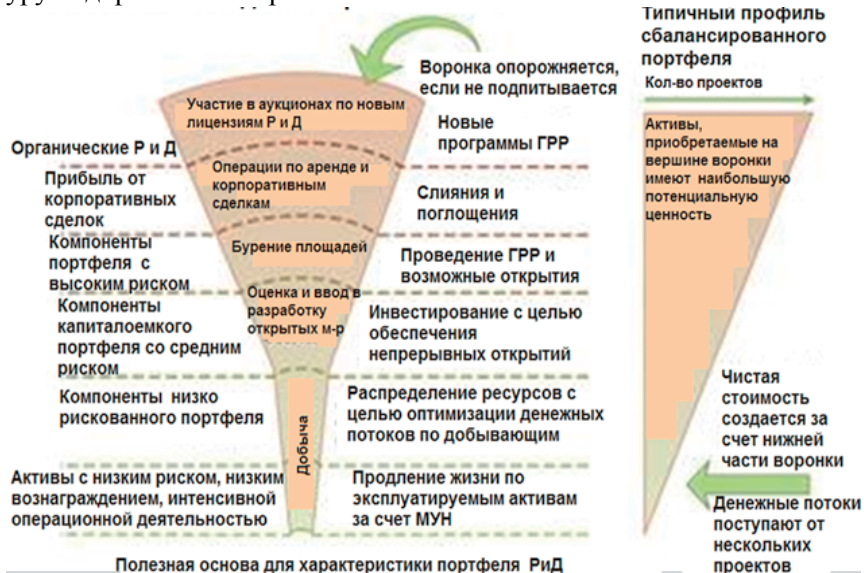 Типичный профиль
сбалансированного
портфеля
Кол-во проектов
Воронка опорожняется,
если не подпитывается
Участие в аукционах по новым
лицензиям Р и Д
Активы,
приобретаемые на
вершине воронки
имеют наибольшую
потенциальную
ценность
Органические Р и Д
Новые
программы ГРР
Прибыль от
корпоративных
сделок
Операции по аренде и
корпоративным
сделкам
Слияния и
поглощения
Компоненты
портфеля с
высоким риском
Бурение площадей
Проведение ГРР и
возможные открытия
Компоненты
капиталоемкого
портфеля со средним
риском
Оценка и ввод в
разработку
открытых м-р
Инвестирование с целью
обеспечения
непрерывных открытий
Компоненты низко
рискованного портфеля
Добыча
Распределение ресурсов с
целью оптимизации денежных
потоков по добывающим
Чистая
стоимость
создается за
счет нижней
части воронки
Активы с низким риском, низким
вознаграждением, интенсивной
операционной деятельностью
Продление жизни по
эксплуатируемым активам
за счет МУН
Денежные потоки
поступают от
нескольких
проектов
Полезная основа для характеристики портфеля РиД